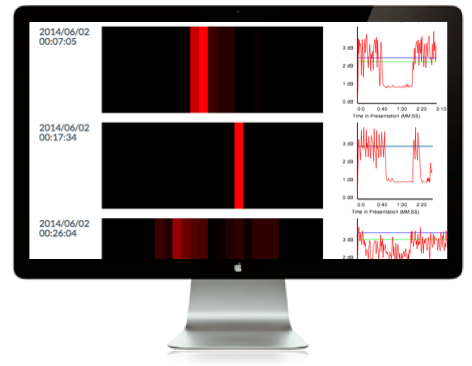 2014/06/02
00:07:05
3 dB
2 dB
1 dB
0 dB
0:0 0:40 1:30 2:20 3:10
Time in Presentation (MM:SS)
2014/06/02
00:17:34
3 dB
2 dB
1 dB
0 dB
0:0 0:40 1:30 2:20
Time in Presentation (MM:SS)
2014/06/02
00:26:04
3 dB
2 dB